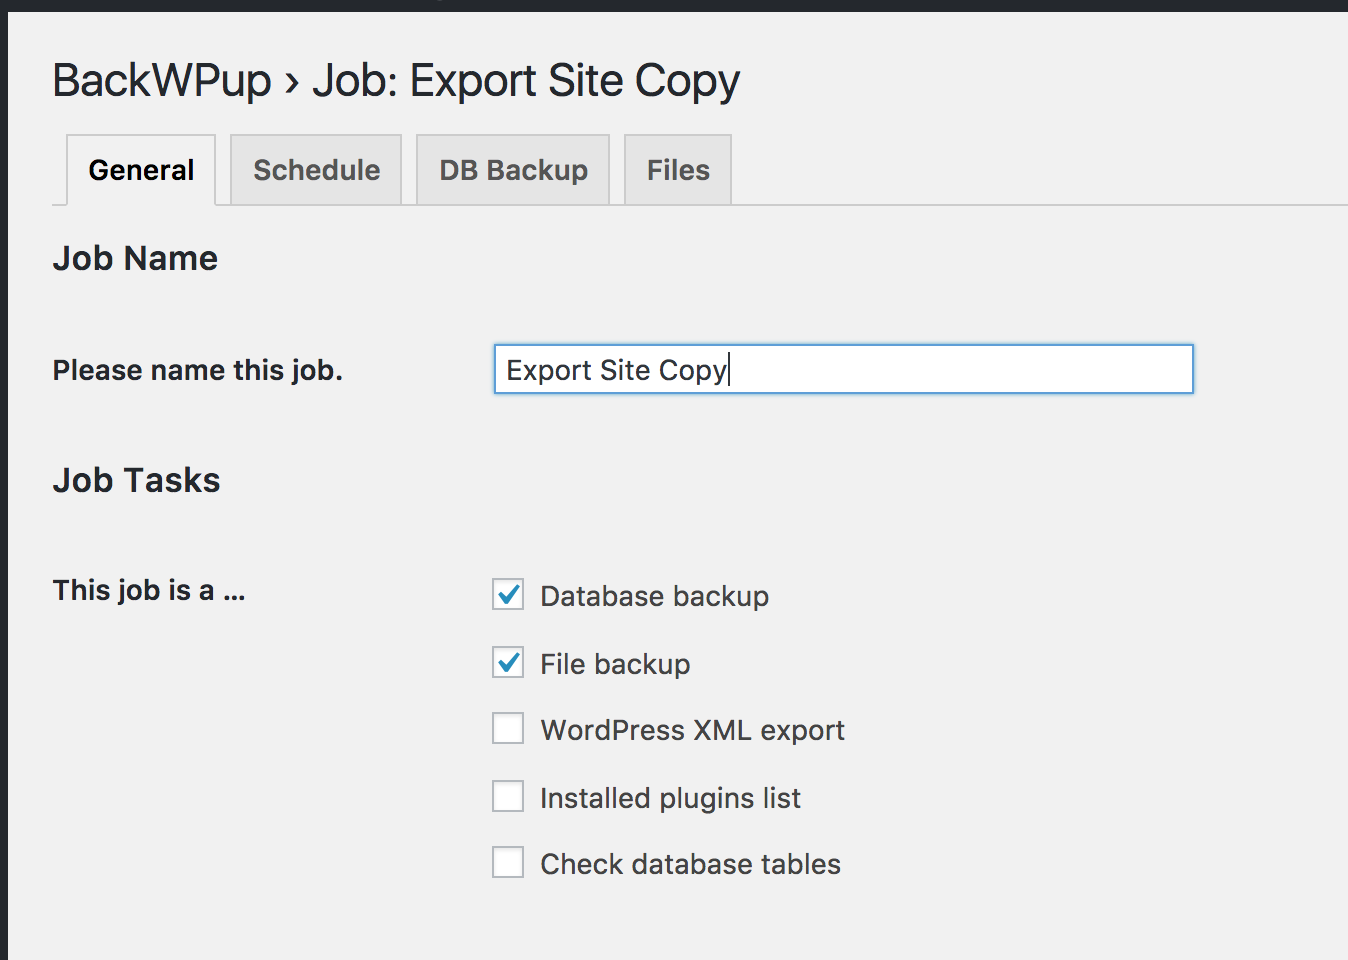 BackWPup › Job: Export Site Copy
General Schedule DB Backup Files
Job Name
Please name this job. Export Site Copy
Job Tasks
This job is a ... Database backup
File backup
WordPress XML export
Installed plugins list
Check database tables